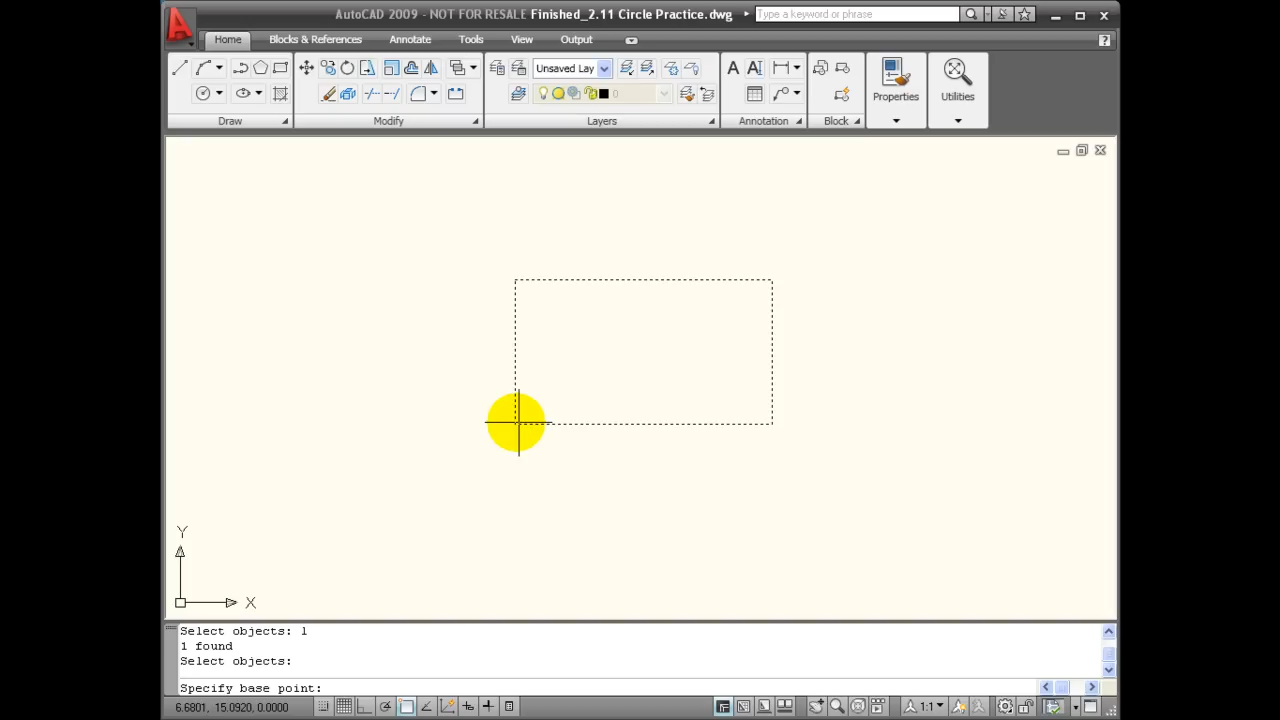 AutoCAD 2009 - NOT FOR RESALE Finished_2.11 Circle Practice.dwg Type a keyword or phrase
Home Blocks & References Annotate Tools View Output
Unsaved Lay
A A
0
Properties Utilities
Draw Modify Layers Annotation Block
Y
X
Select objects: l
1 found
Select objects:
Specify base point:
6.6801, 15.0920, 0.0000 1:1